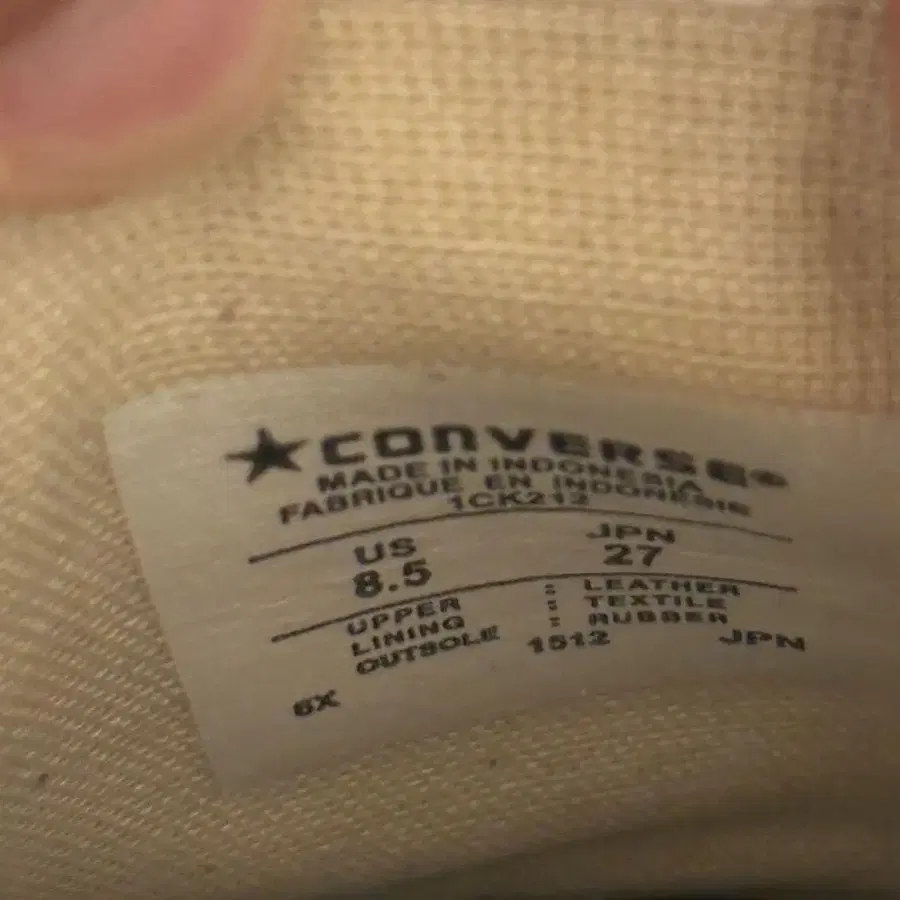 ★CONVERSE®
MADE IN INDONESIA
FABRIQUE EN INDONESIE
1CK212
US JPN
8.5 27
UPPER : LEATHER
LINING : TEXTILE
OUTSOLE : RUBBER
1512 JPN
6X